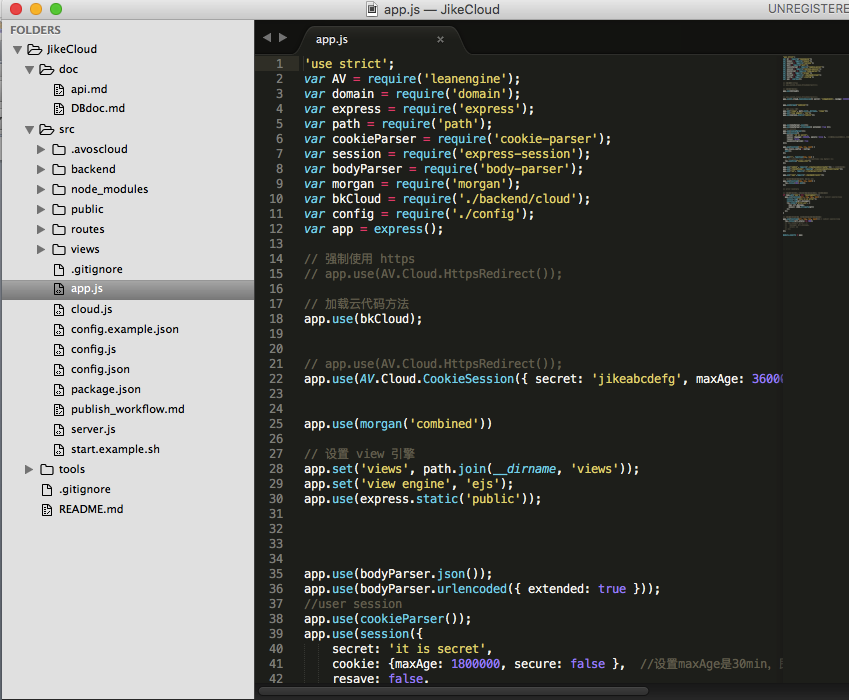 app.js — JikeCloud
UNREGISTERE
FOLDERS
JikeCloud
doc
api.md
DBdoc.md
src
.avoscloud
backend
node_modules
public
routes
views
.gitignore
app.js
cloud.js
config.example.json
config.js
config.json
package.json
publish_workflow.md
server.js
start.example.sh
tools
.gitignore
README.md
app.js
1 'use strict';
2 var AV = require('leanengine');
3 var domain = require('domain');
4 var express = require('express');
5 var path = require('path');
6 var cookieParser = require('cookie-parser');
7 var session = require('express-session');
8 var bodyParser = require('body-parser');
9 var morgan = require('morgan');
10 var bkCloud = require('./backend/cloud');
11 var config = require('./config');
12 var app = express();
13
14 // 强制使用 https
15 // app.use(AV.Cloud.HttpsRedirect());
16
17 // 加载云代码方法
18 app.use(bkCloud);
19
20
21 // app.use(AV.Cloud.HttpsRedirect());
22 app.use(AV.Cloud.CookieSession({ secret: 'jikeabcdefg', maxAge: 3600
23
24
25 app.use(morgan('combined'))
26
27 // 设置 view 引擎
28 app.set('views', path.join(__dirname, 'views'));
29 app.set('view engine', 'ejs');
30 app.use(express.static('public'));
31
32
33
34
35 app.use(bodyParser.json());
36 app.use(bodyParser.urlencoded({ extended: true }));
37 //user session
38 app.use(cookieParser());
39 app.use(session({
40 secret: 'it is secret',
41 cookie: {maxAge: 1800000, secure: false }, //设置maxAge是30min,
42 resave: false,